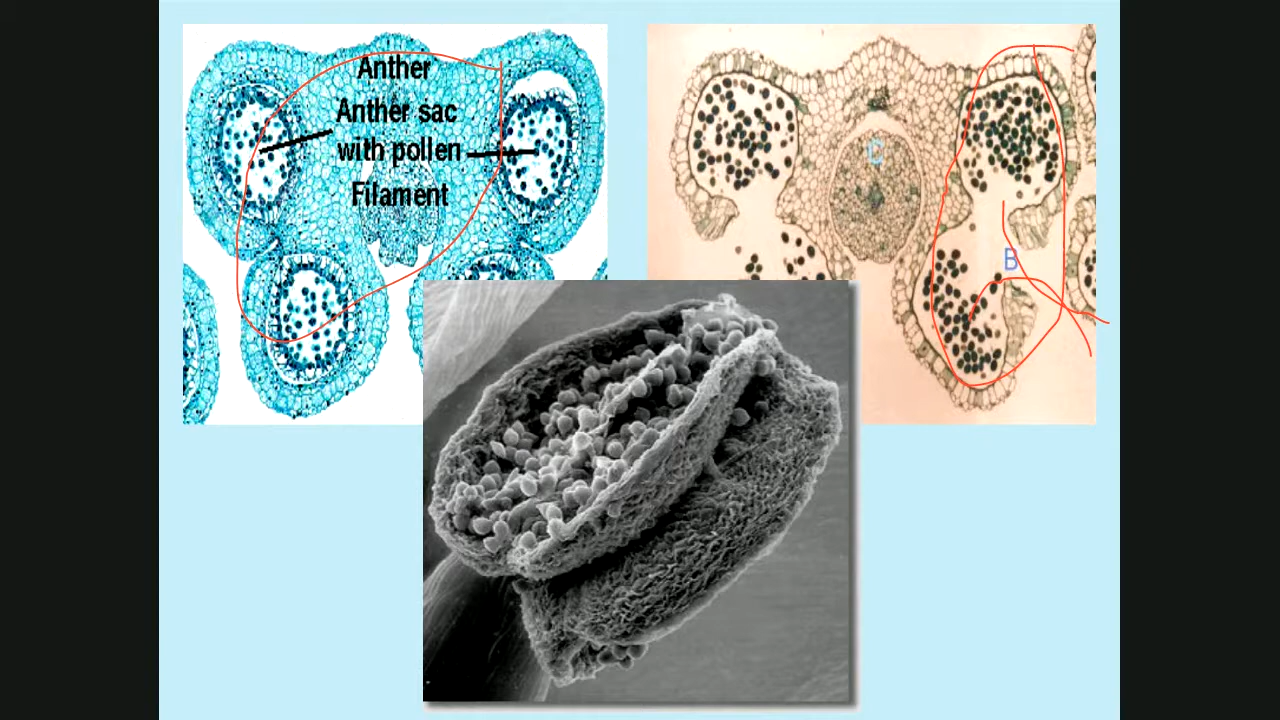 Anther
Anther sac
with pollen
Filament
C
B